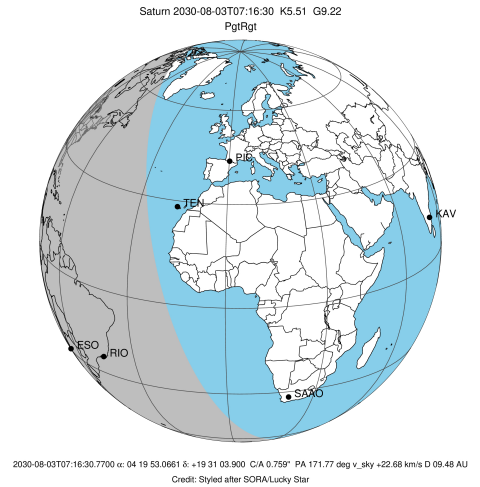 Saturn 2030-08-03T07:16:30 K5.51 G9.22
PgtRgt
PIC
TEN
KAV
ESO
RIO
SAAO
2030-08-03T07:16:30.7700 α: 04 19 53.0661 δ: +19 31 03.900 C/A 0.759" PA 171.77 deg v_sky +22.68 km/s D 09.48 AU
Credit: Styled after SORA/Lucky Star